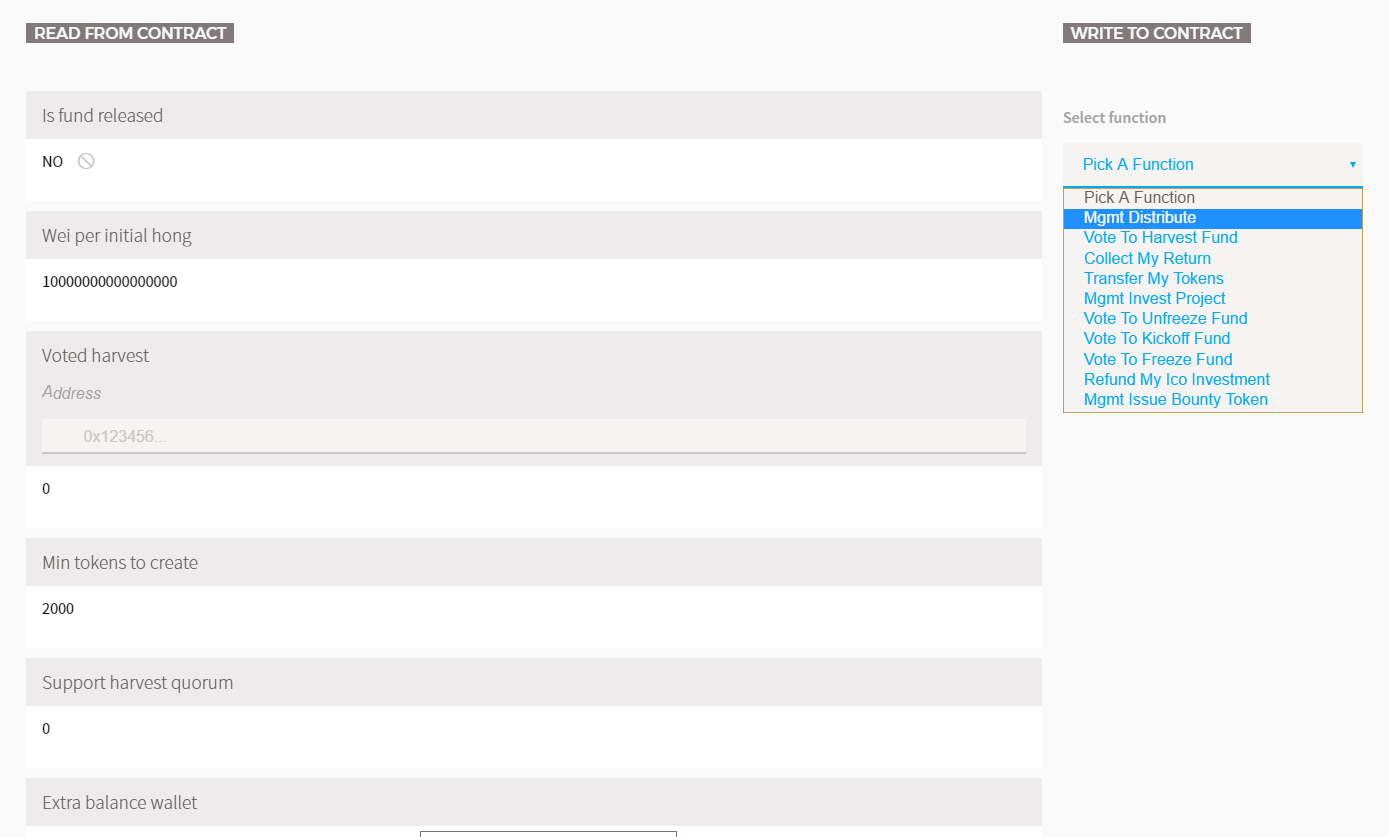 READ FROM CONTRACT
Is fund released
NO
Wei per initial hong
10000000000000000
Voted harvest
Address
0x123456...
0
Min tokens to create
2000
Support harvest quorum
0
Extra balance wallet
WRITE TO CONTRACT
Select function
Pick A Function
Pick A Function
Mgmt Distribute
Vote To Harvest Fund
Collect My Return
Transfer My Tokens
Mgmt Invest Project
Vote To Unfreeze Fund
Vote To Kickoff Fund
Vote To Freeze Fund
Refund My Ico Investment
Mgmt Issue Bounty Token